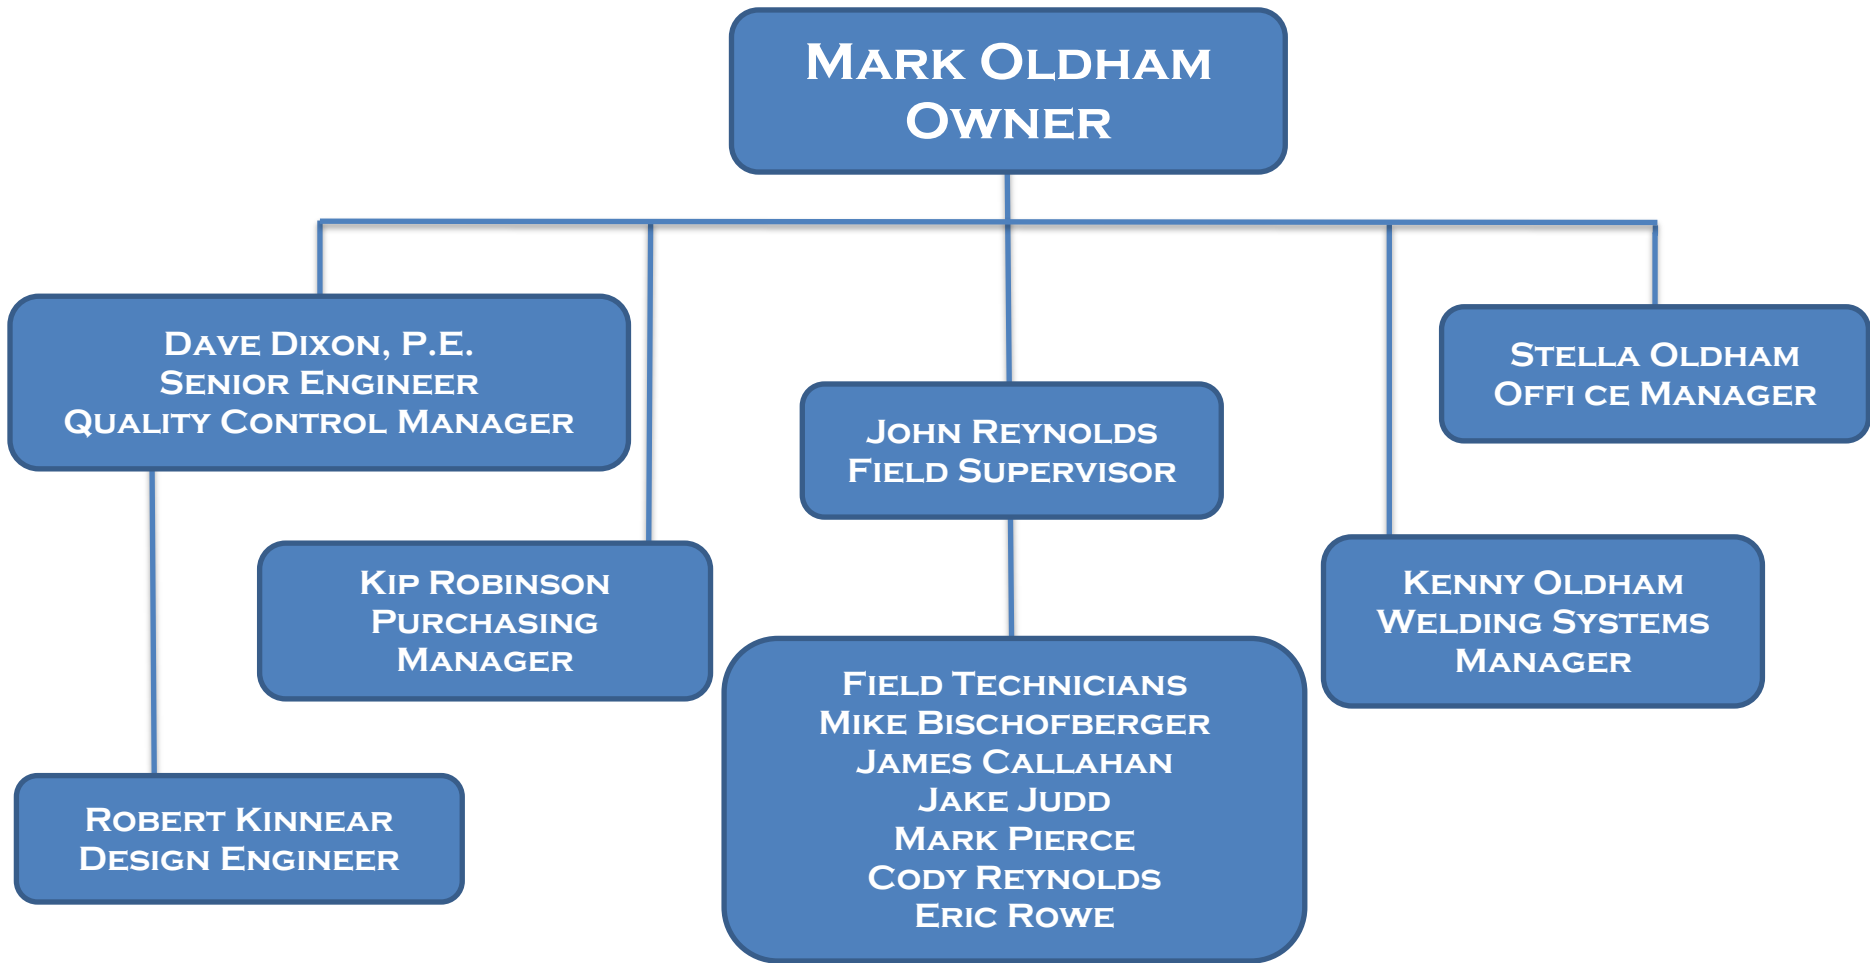 Mark Oldham
Owner
Dave Dixon, P.E.
Senior Engineer
Quality Control Manager
Stella Oldham
Offi ce Manager
John Reynolds
Field Supervisor
Kip Robinson
Purchasing
Manager
Kenny Oldham
Welding Systems
Manager
Field Technicians
Mike Bischofberger
James Callahan
Jake Judd
Mark Pierce
Cody Reynolds
Eric Rowe
Robert Kinnear
Design Engineer